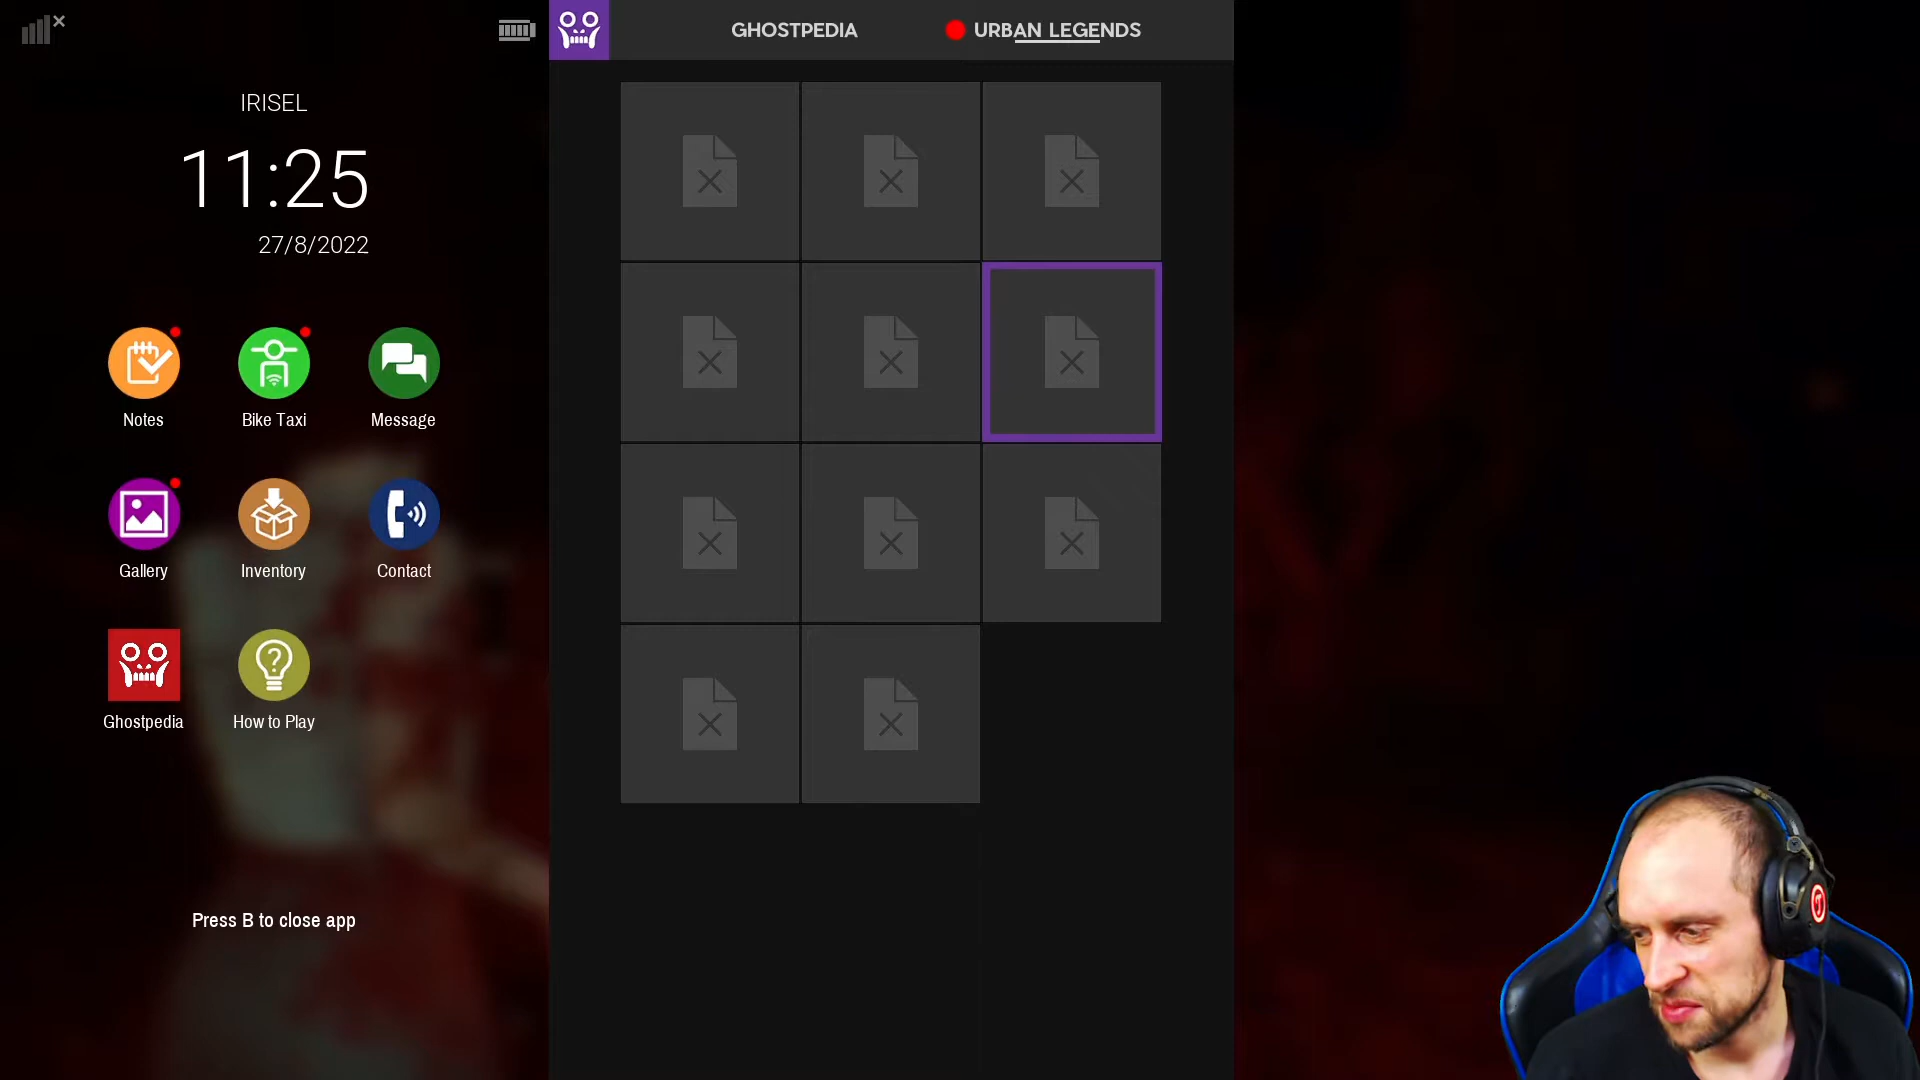 GHOSTPEDIA
URBAN LEGENDS
IRISEL
11:25
27/8/2022
Notes
Bike Taxi
Message
Gallery
Inventory
Contact
Ghostpedia
How to Play
Press B to close app